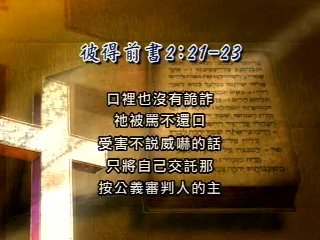 彼得前書2:21-23
口裡也沒有詭詐
祂被罵不還口
受害不說威嚇的話
只將自己交託那
按公義審判人的主